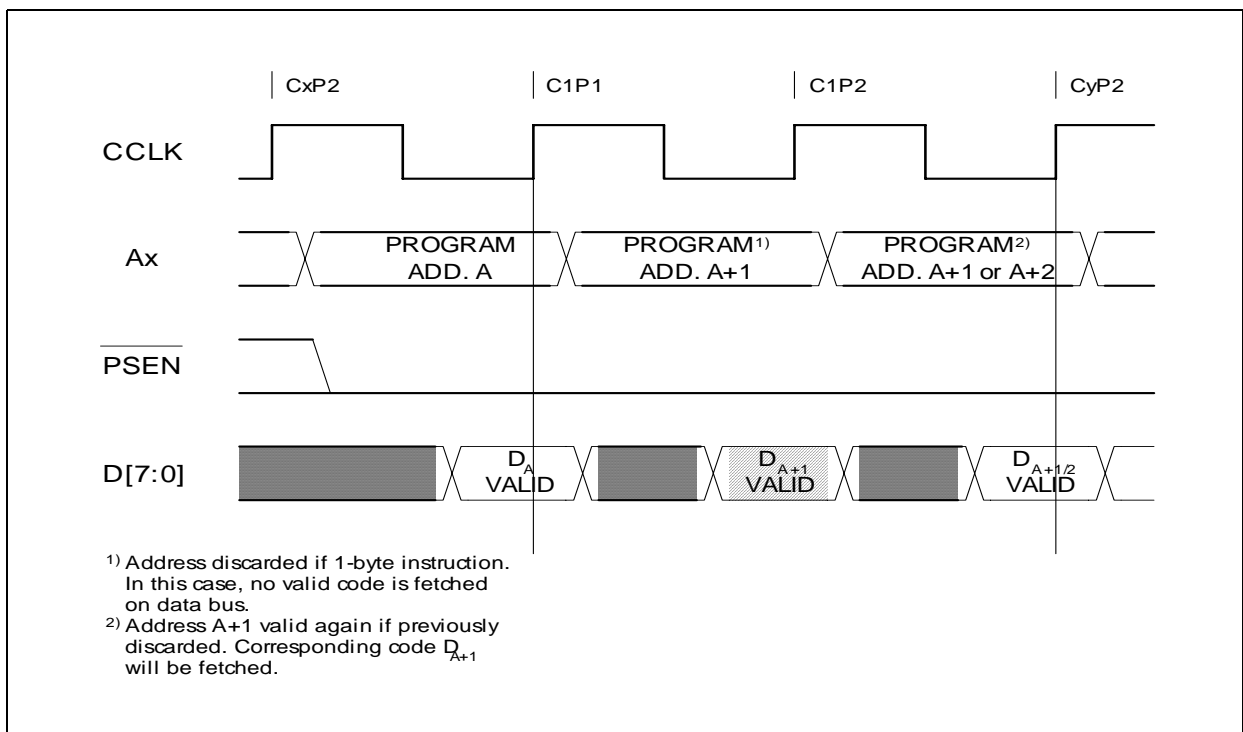 CxP2
C1P1
C1P2
CyP2
CCLK
Ax
PROGRAM
ADD. A
PROGRAM1)
ADD. A+1
PROGRAM2)
ADD. A+1 or A+2
PSEN
D[7:0]
DA
VALID
DA+1
VALID
DA+1/2
VALID
1) Address discarded if 1-byte instruction.
In this case, no valid code is fetched
on data bus.
2) Address A+1 valid again if previously
discarded. Corresponding code DA+1
will be fetched.